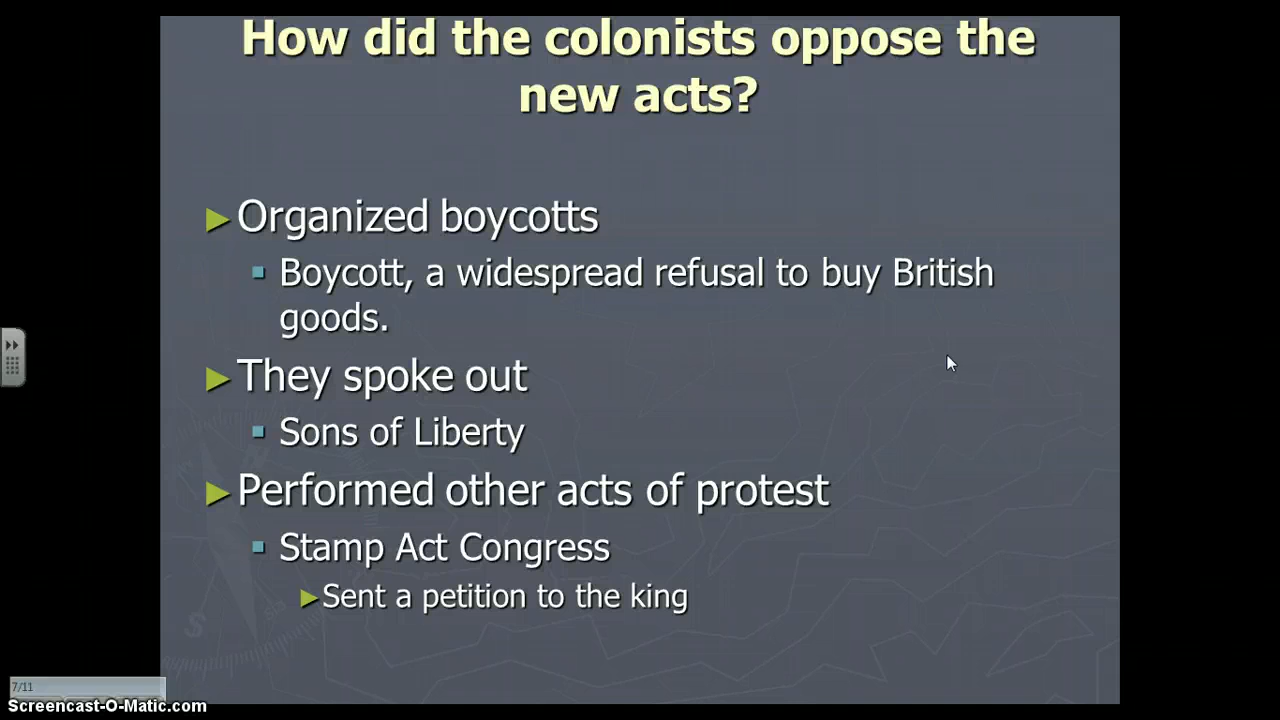 How did the colonists oppose the
new acts?
Organized boycotts
Boycott, a widespread refusal to buy British
goods.
They spoke out
Sons of Liberty
Performed other acts of protest
Stamp Act Congress
Sent a petition to the king
S
7/11
Screencast-O-Matic.com